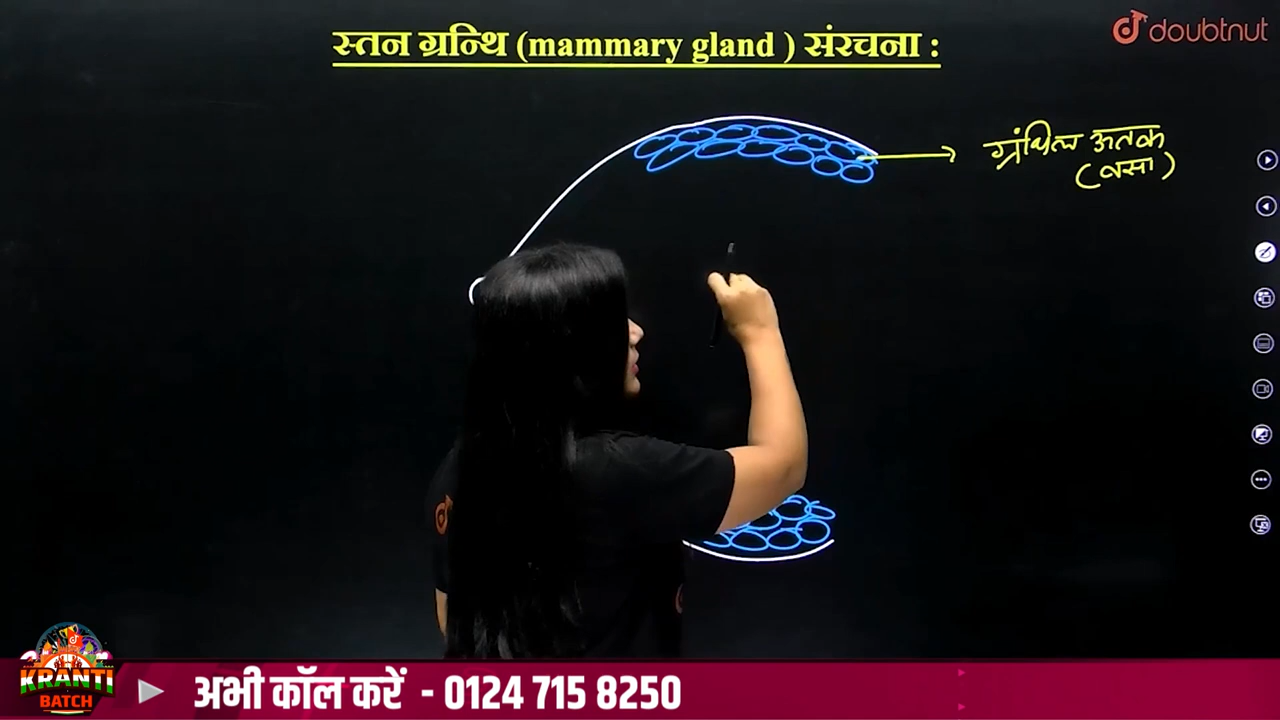 स्तन ग्रन्थि (mammary gland ) संरचना :
doubtnut
ग्रंथिल ऊतक
(वसा)
KRANTI
BATCH
अभी कॉल करें - 0124 715 8250